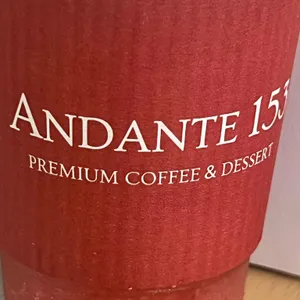 ANDANTE 153
PREMIUM COFFEE & DESSERT